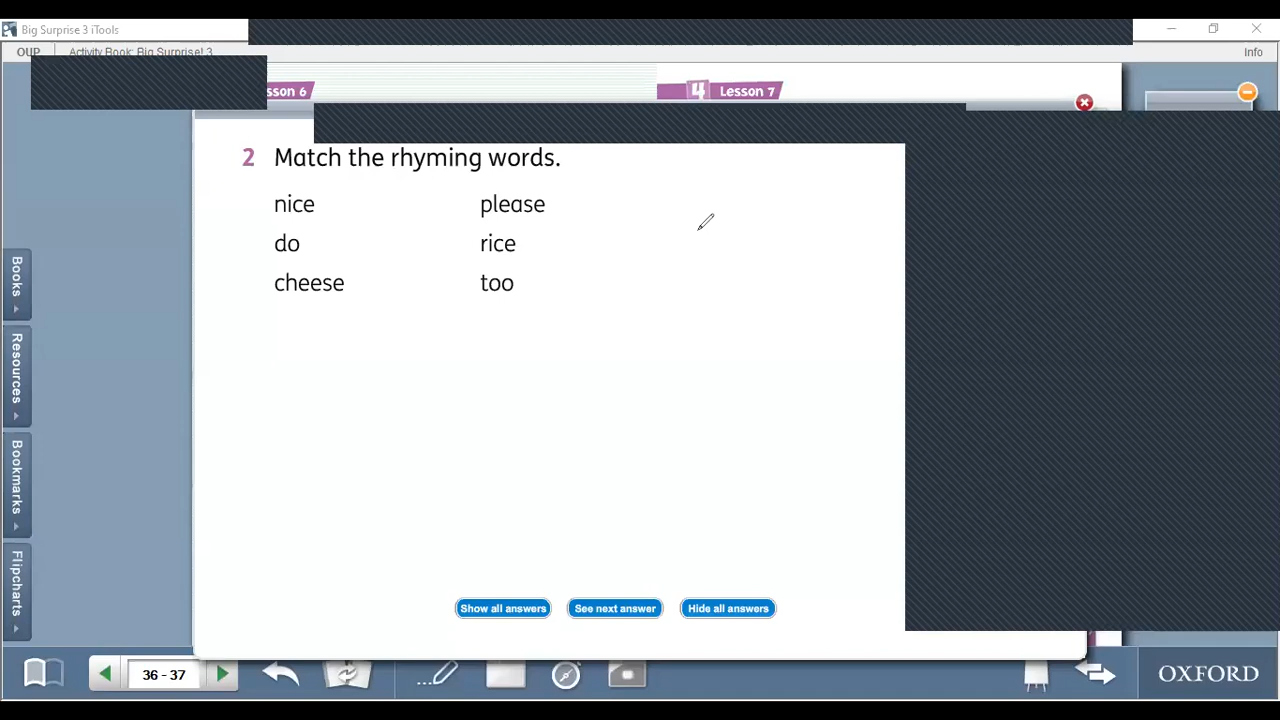 Big Surprise 3 iTools
OUP Activity Book: Big Surprise! 3 Info
sson 6
4 Lesson 7
2 Match the rhyming words.
nice please
do rice
cheese too
Books
Resources
Bookmarks
Flipcharts
Show all answers See next answer Hide all answers
36 - 37
OXFORD